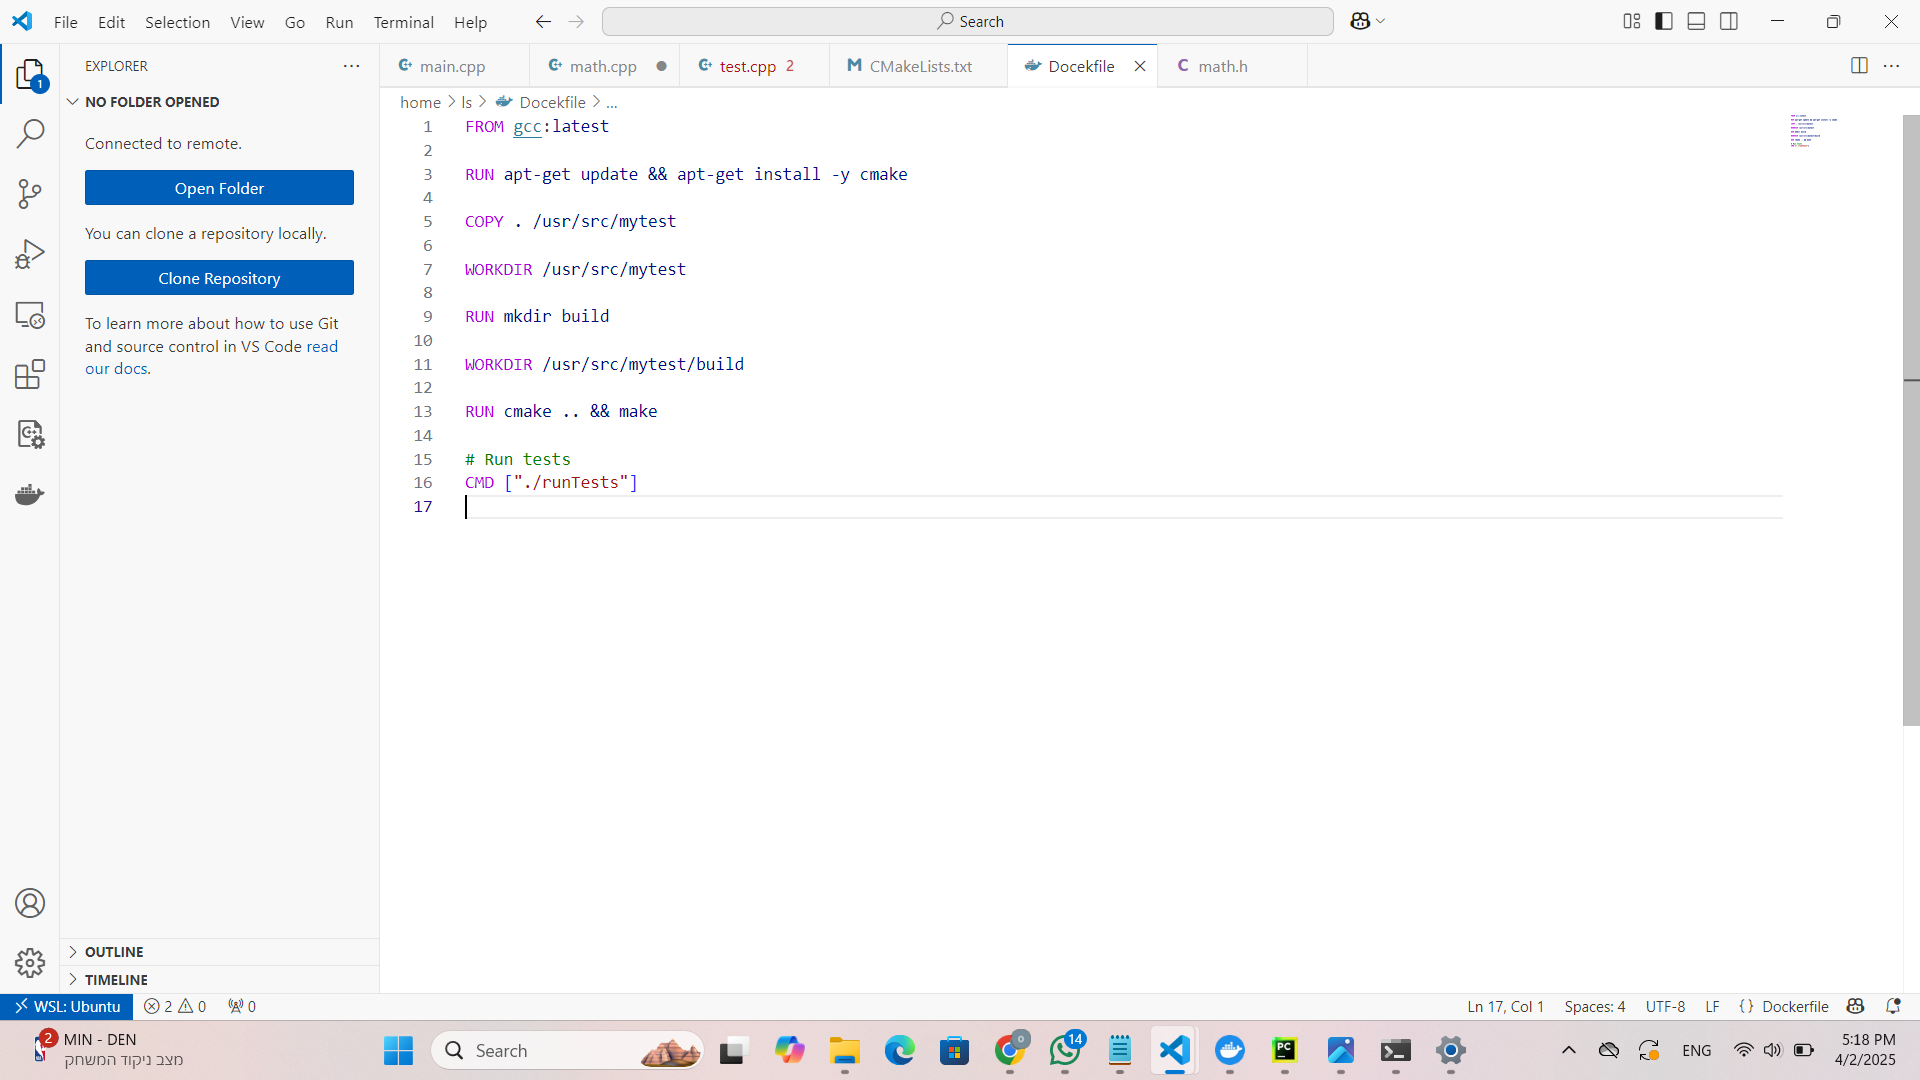 File Edit Selection View Go Run Terminal Help
Search
EXPLORER
NO FOLDER OPENED
Connected to remote.
Open Folder
You can clone a repository locally.
Clone Repository
To learn more about how to use Git
and source control in VS Code read
our docs.
OUTLINE
TIMELINE
1
main.cpp
math.cpp
test.cpp 2
CMakeLists.txt
Docekfile
math.h
home > ls > Docekfile > ...
1 FROM gcc:latest
2
3 RUN apt-get update && apt-get install -y cmake
4
5 COPY . /usr/src/mytest
6
7 WORKDIR /usr/src/mytest
8
9 RUN mkdir build
10
11 WORKDIR /usr/src/mytest/build
12
13 RUN cmake .. && make
14
15 # Run tests
16 CMD ["./runTests"]
17
WSL: Ubuntu 2 0 0
Ln 17, Col 1 Spaces: 4 UTF-8 LF {} Dockerfile
2
MIN - DEN
מצב ניקוד המשחק
Search
0
14
PC
ENG
5:18 PM
4/2/2025